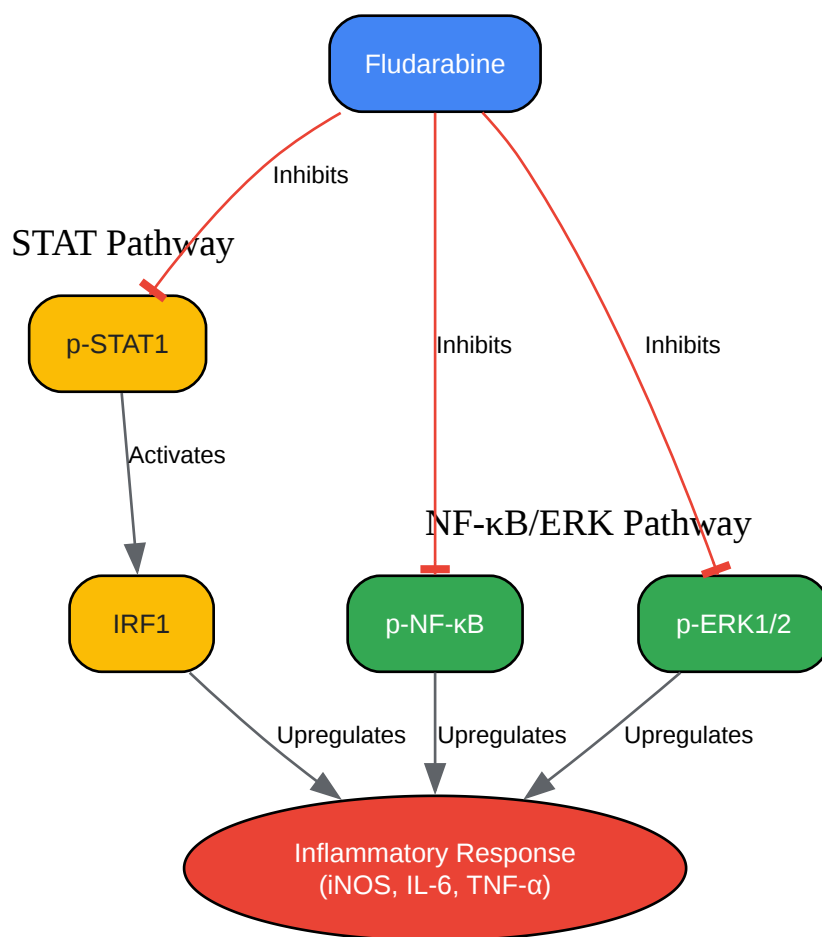 Fludarabine
Inhibits
STAT Pathway
p-STAT1
Inhibits
Inhibits
Activates
NF-κB/ERK Pathway
IRF1
p-NF-κB
p-ERK1/2
Upregulates
Upregulates
Upregulates
Inflammatory Response
(iNOS, IL-6, TNF-α)